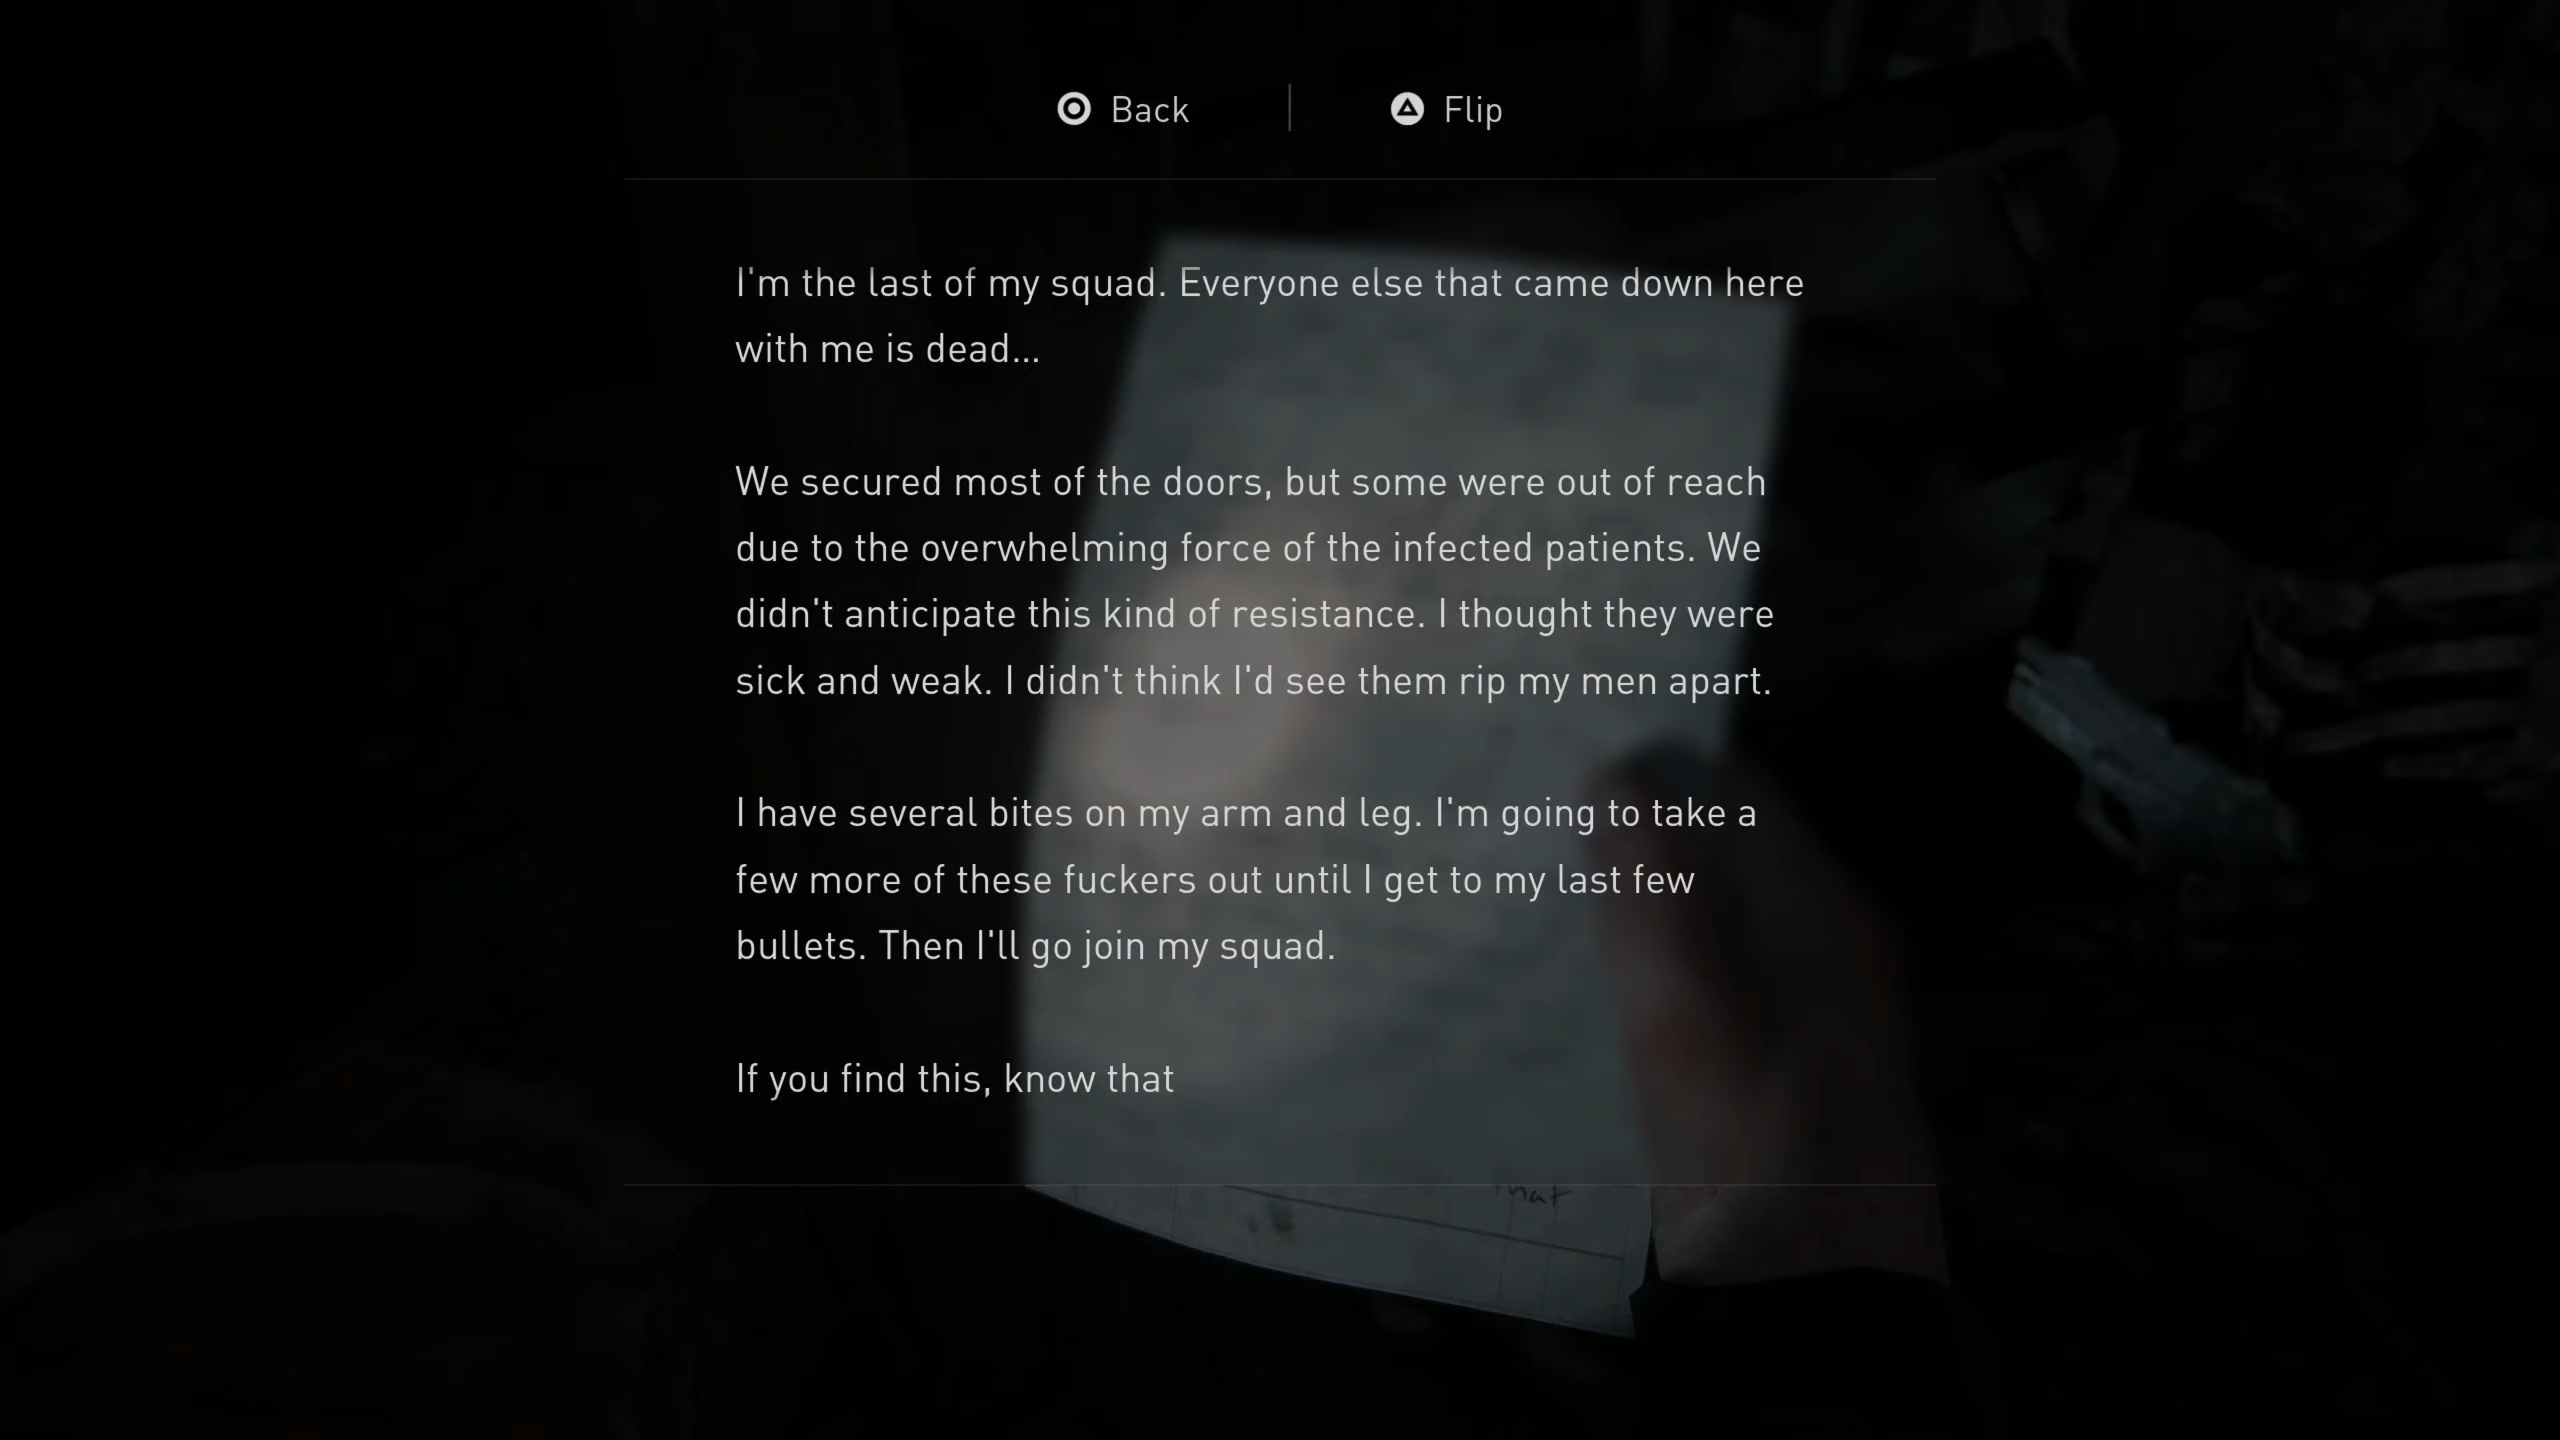 Back
Flip
I'm the last of my squad. Everyone else that came down here
with me is dead...
We secured most of the doors, but some were out of reach
due to the overwhelming force of the infected patients. We
didn't anticipate this kind of resistance. I thought they were
sick and weak. I didn't think I'd see them rip my men apart.
I have several bites on my arm and leg. I'm going to take a
few more of these fuckers out until I get to my last few
bullets. Then I'll go join my squad.
If you find this, know that
that